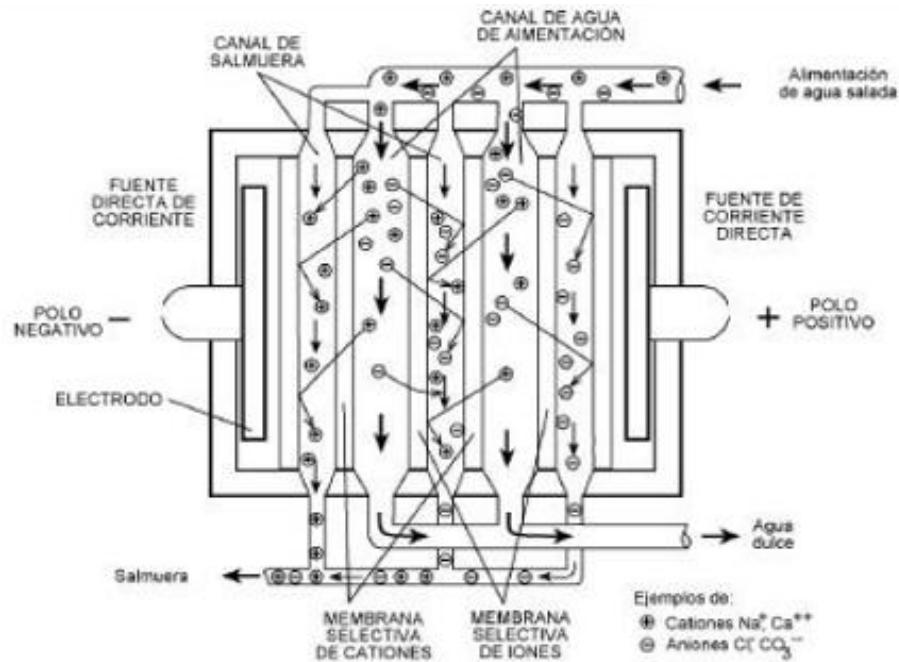 CANAL DE AGUA
DE AIMENTACIÓN
CANAL DE
SALMUERA
Alimentación
de agua salada
FUENTE
DIRECTA DE
CORRIENTE
FUENTE DE
CORRIENTE
DIRECTA
POLO
NEGATIVO −
+ POLO
POSITIVO
ELECTRODO
Agua
dulce
Salmuera
MEMBRANA
SELECTIVA
DE CATIONES
MEMBRANA
SELECTIVA
DE IONES
Ejemplos de:
⊕ Cationes Na⁺, Ca⁺⁺
⊖ Aniones Cl⁻ CO₃⁻⁻